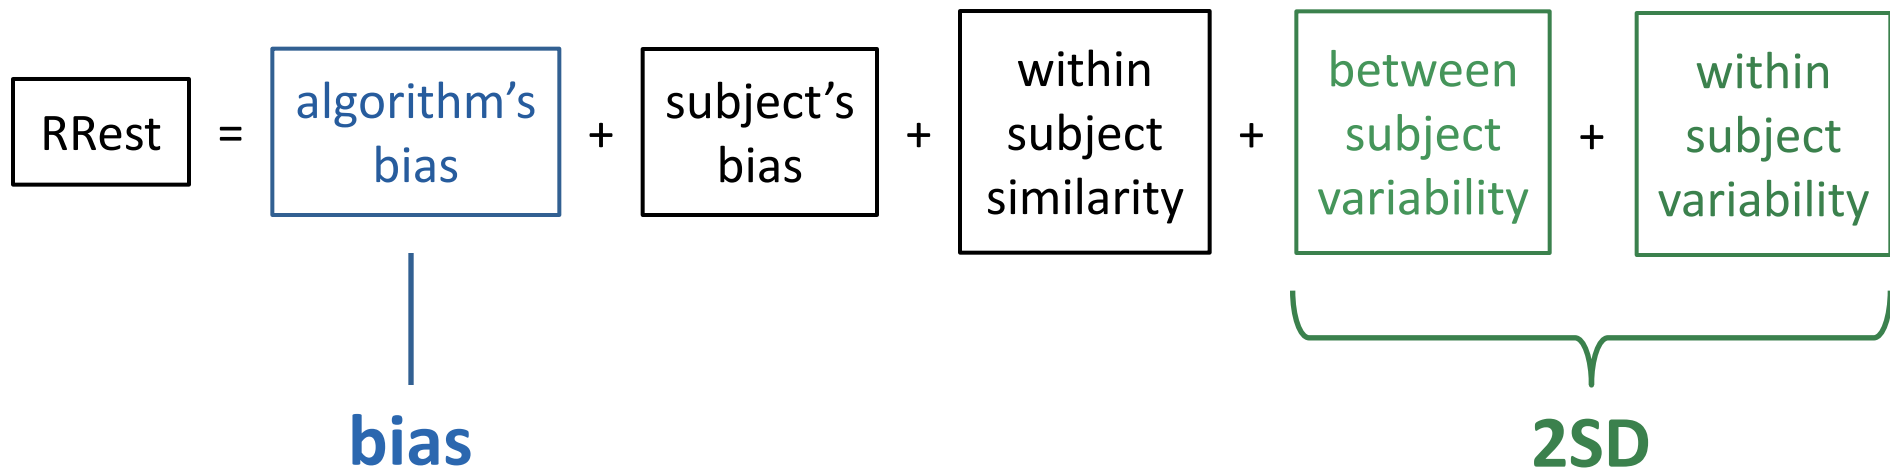 RRest = algorithm's bias + subject's bias + within subject similarity + between subject variability + within subject variability
bias
2SD